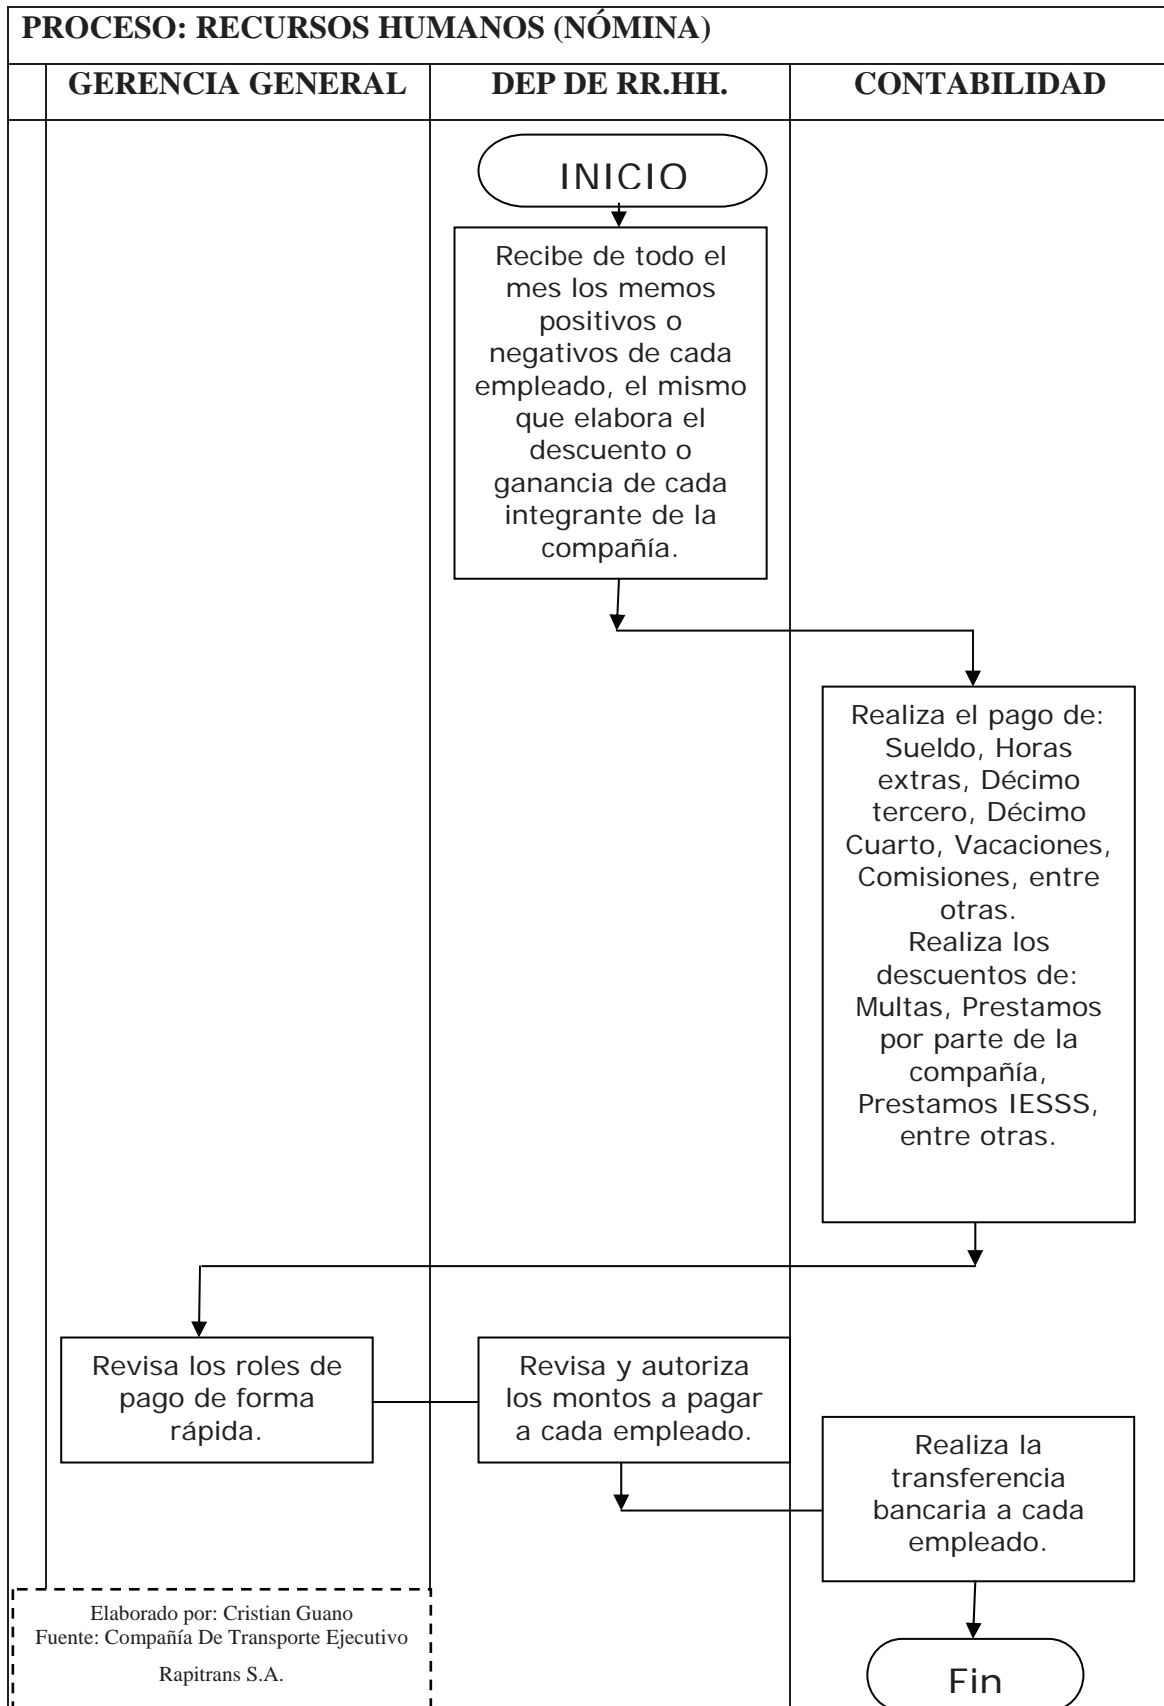 PROCESO: RECURSOS HUMANOS (NÓMINA)
GERENCIA GENERAL
DEP DE RR.HH.
CONTABILIDAD
INICIO
Recibe de todo el
mes los memos
positivos o
negativos de cada
empleado, el mismo
que elabora el
descuento o
ganancia de cada
integrante de la
compañía.
Realiza el pago de:
Sueldo, Horas
extras, Décimo
tercero, Décimo
Cuarto, Vacaciones,
Comisiones, entre
otras.
Realiza los
descuentos de:
Multas, Prestamos
por parte de la
compañía,
Prestamos IESSS,
entre otras.
Revisa los roles de
pago de forma
rápida.
Revisa y autoriza
los montos a pagar
a cada empleado.
Realiza la
transferencia
bancaria a cada
empleado.
Fin
Elaborado por: Cristian Guano
Fuente: Compañía De Transporte Ejecutivo
Rapitrans S.A.